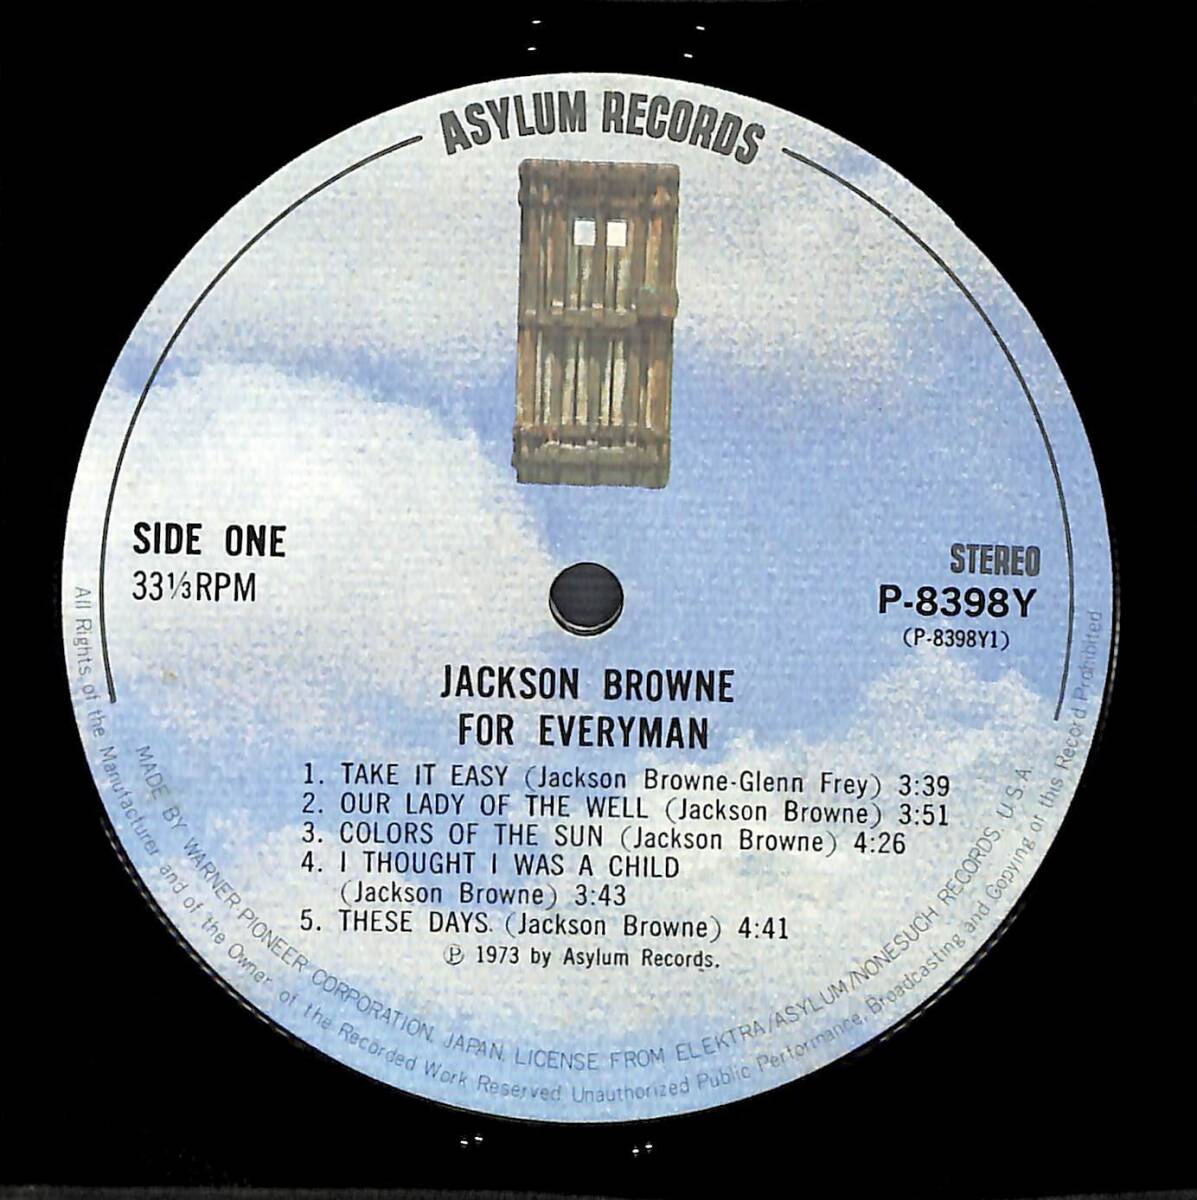 ASYLUM RECORDS
SIDE ONE
33⅓RPM
STEREO
P-8398Y
(P-8398Y1)
JACKSON BROWNE
FOR EVERYMAN
1. TAKE IT EASY (Jackson Browne-Glenn Frey) 3:39
2. OUR LADY OF THE WELL (Jackson Browne) 3:51
3. COLORS OF THE SUN (Jackson Browne) 4:26
4. I THOUGHT I WAS A CHILD
(Jackson Browne) 3:43
5. THESE DAYS (Jackson Browne) 4:41
Ⓟ 1973 by Asylum Records.
MADE BY WARNER-PIONEER CORPORATION, JAPAN. LICENSE FROM ELEKTRA/ASYLUM/NONESUCH RECORDS, U.S.A.
All Rights of the Manufacturer and of the Owner of the Recorded Work Reserved. Unauthorized Public Performance, Broadcasting and Copying of this Record Prohibited